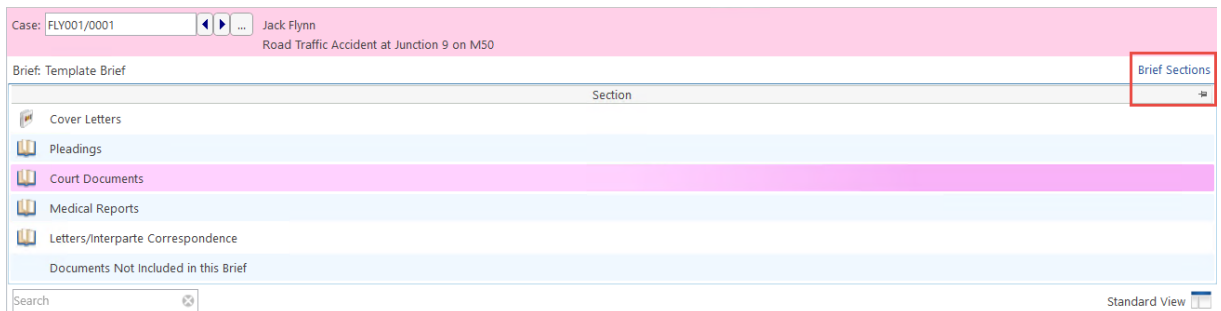 Case: FLY001/0001 ... Jack Flynn
Road Traffic Accident at Junction 9 on M50
Brief: Template Brief Brief Sections
Section
Cover Letters
Pleadings
Court Documents
Medical Reports
Letters/Interparte Correspondence
Documents Not Included in this Brief
Search Standard View